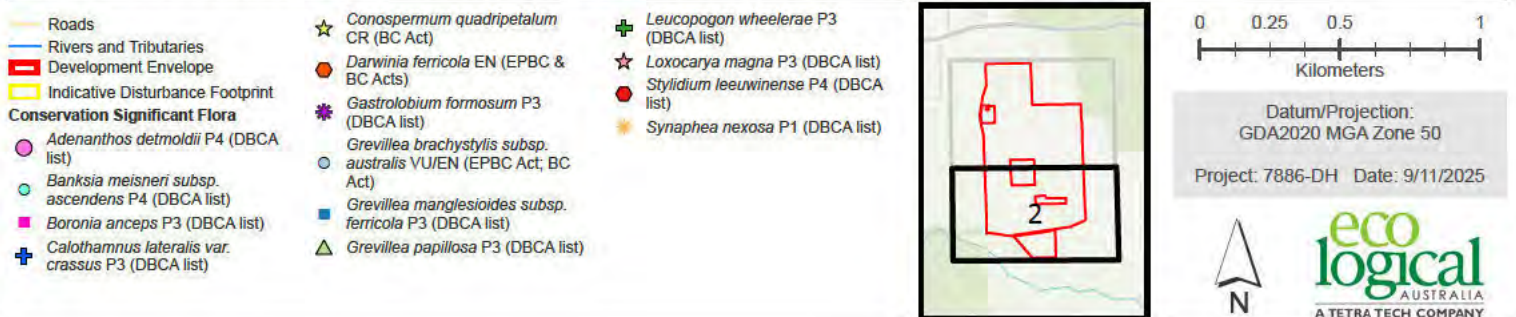 Roads
Rivers and Tributaries
Development Envelope
Indicative Disturbance Footprint
Conservation Significant Flora
Adenanthos detmoldii P4 (DBCA
list)
Banksia meisneri subsp.
ascendens P4 (DBCA list)
Boronia anceps P3 (DBCA list)
Calothamnus lateralis var.
crassus P3 (DBCA list)
Conospermum quadripetalum
CR (BC Act)
Darwinia ferricola EN (EPBC &
BC Acts)
Gastrolobium formosum P3
(DBCA list)
Grevillea brachystylis subsp.
australis VU/EN (EPBC Act; BC
Act)
Grevillea manglesioides subsp.
ferricola P3 (DBCA list)
Grevillea papillosa P3 (DBCA list)
Leucopogon wheelerae P3
(DBCA list)
Loxocarya magna P3 (DBCA list)
Stylidium leeuwinense P4 (DBCA
list)
Synaphea nexosa P1 (DBCA list)
2
0 0.25 0.5 1
Kilometers
Datum/Projection:
GDA2020 MGA Zone 50
Project: 7886-DH Date: 9/11/2025
N
eco
logical
AUSTRALIA
A TETRA TECH COMPANY